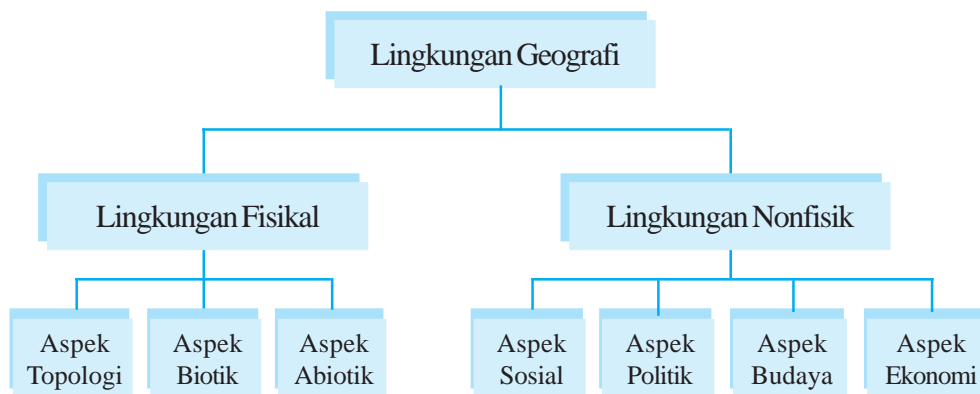 Lingkungan Geografi
Lingkungan Fisikal
Lingkungan Nonfisik
Aspek
Topologi
Aspek
Biotik
Aspek
Abiotik
Aspek
Sosial
Aspek
Politik
Aspek
Budaya
Aspek
Ekonomi